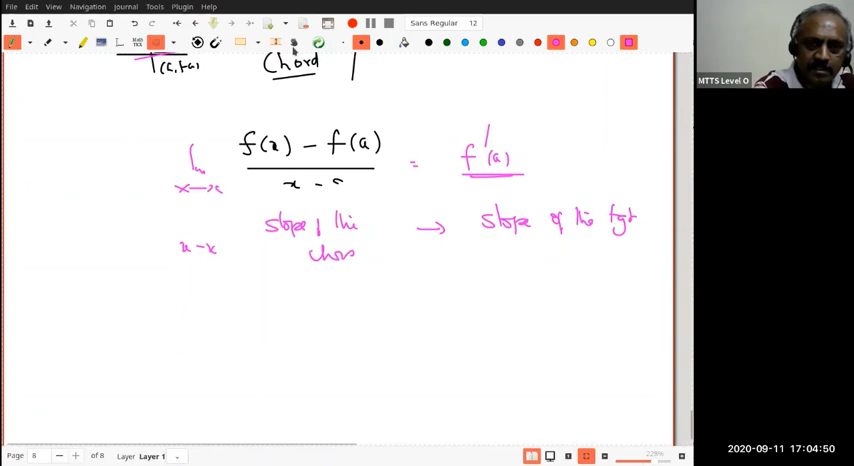 File Edit View Navigation Journal Tools Plugin Help
Sans Regular 12
(a, f(a)) Chord
MTTS Level O
lim x→a f(x) - f(a) / x - a = f'(a)
slope of the → slope of the tgt
chord
Page 8 of 8 Layer Layer 1 229%
2020-09-11 17:04:50